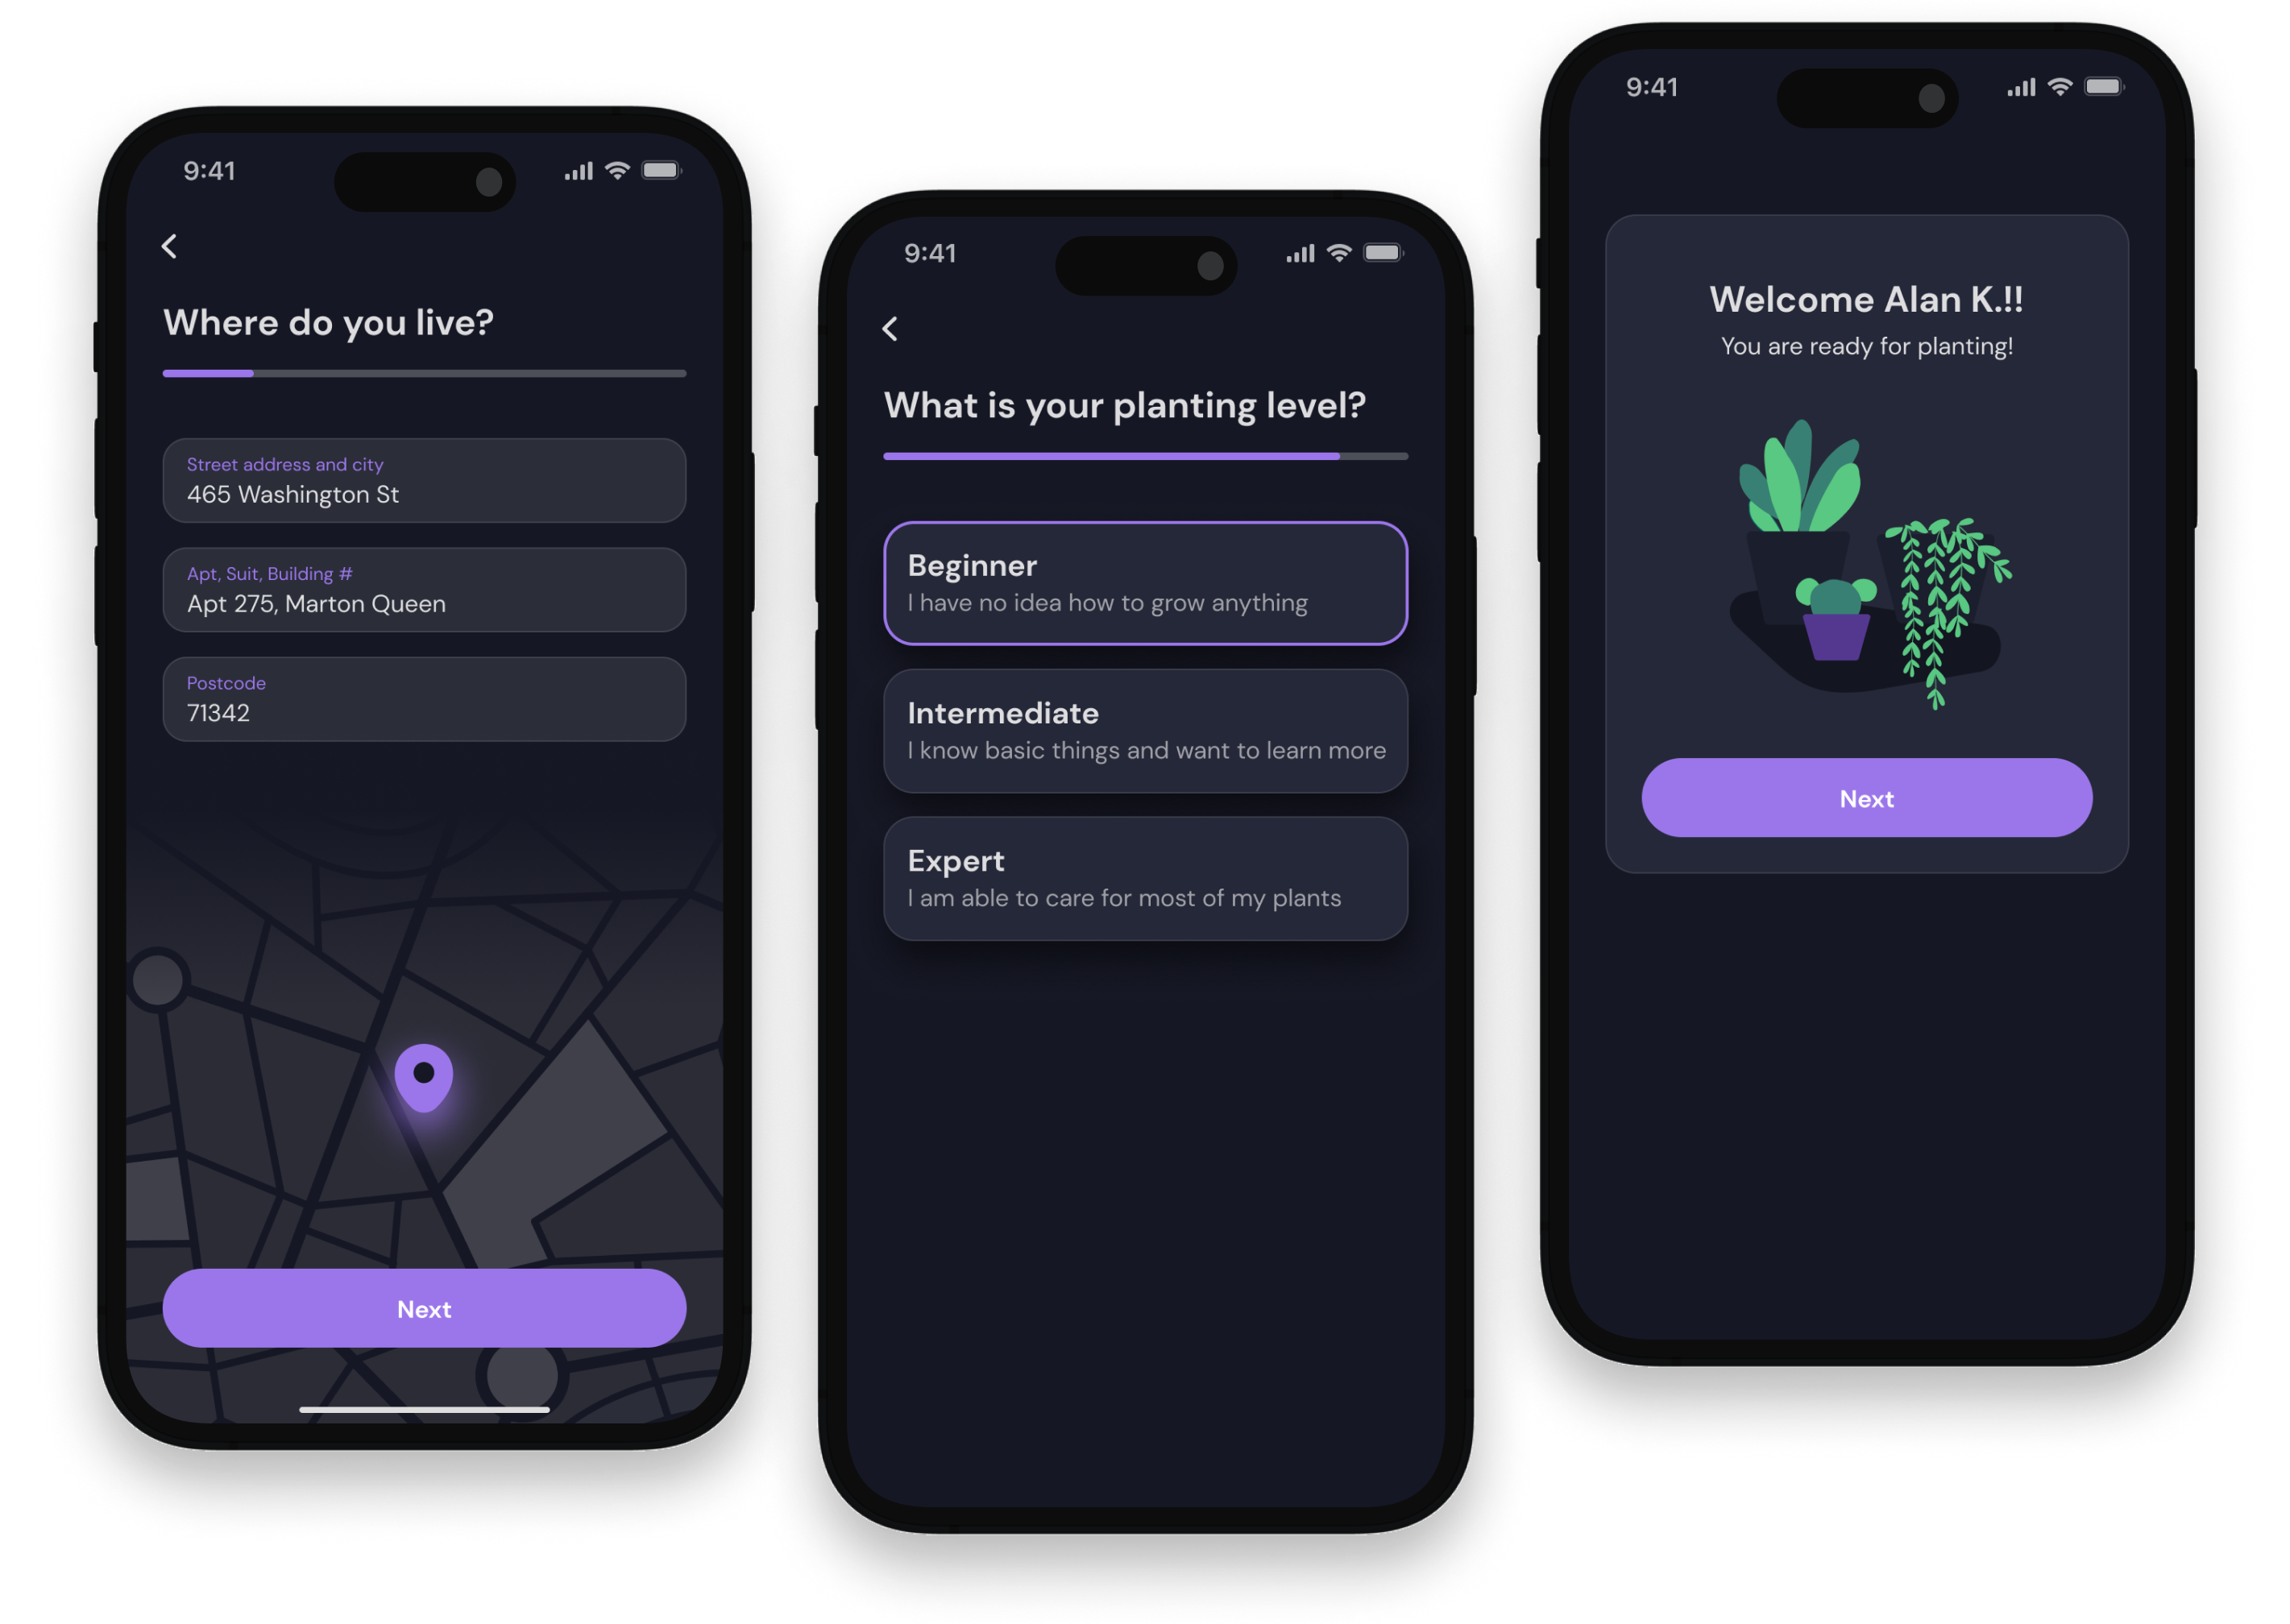 9:41
Where do you live?
Street address and city
465 Washington St
Apt, Suit, Building #
Apt 275, Marton Queen
Postcode
71342
Next
9:41
What is your planting level?
Beginner
I have no idea how to grow anything
Intermediate
I know basic things and want to learn more
Expert
I am able to care for most of my plants
9:41
Welcome Alan K.!!
You are ready for planting!
Next